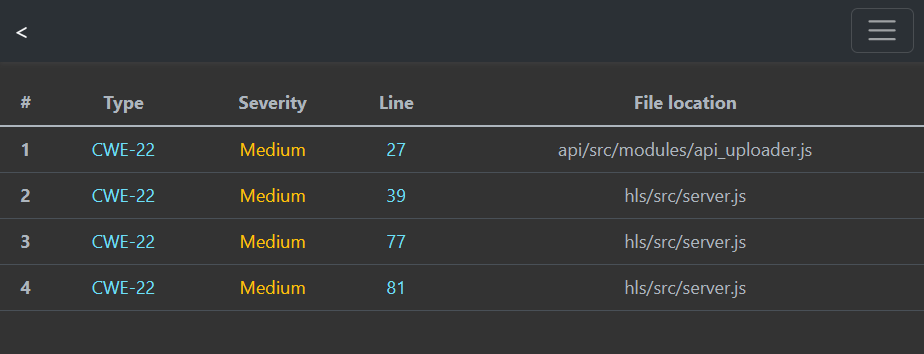 <
# Type Severity Line File location
1 CWE-22 Medium 27 api/src/modules/api_uploader.js
2 CWE-22 Medium 39 hls/src/server.js
3 CWE-22 Medium 77 hls/src/server.js
4 CWE-22 Medium 81 hls/src/server.js